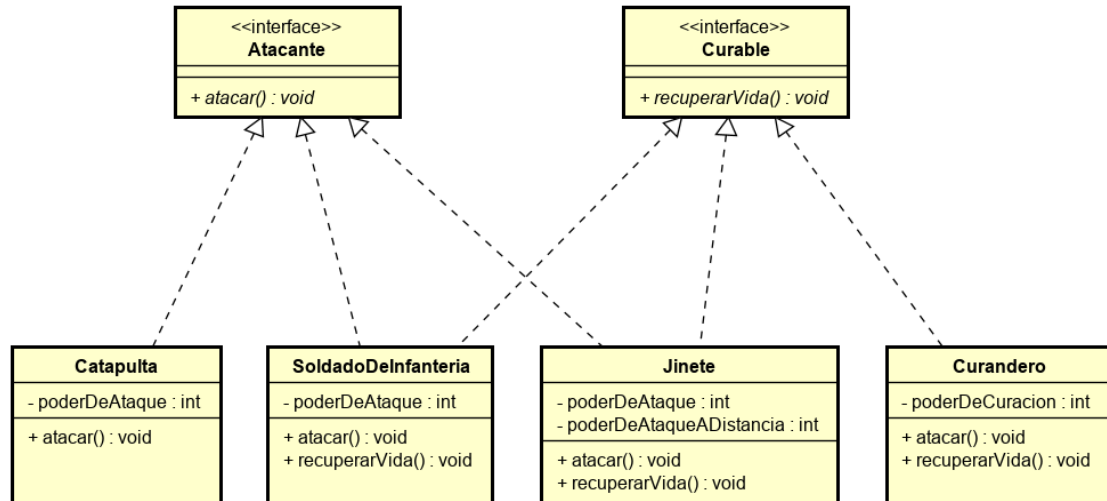 <<interface>>
Atacante
+ atacar() : void
<<interface>>
Curable
+ recuperarVida() : void
Catapulta
- poderDeAtaque : int
+ atacar() : void
SoldadoDeInfanteria
- poderDeAtaque : int
+ atacar() : void
+ recuperarVida() : void
Jinete
- poderDeAtaque : int
- poderDeAtaqueADistancia : int
+ atacar() : void
+ recuperarVida() : void
Curandero
- poderDeCuracion : int
+ atacar() : void
+ recuperarVida() : void